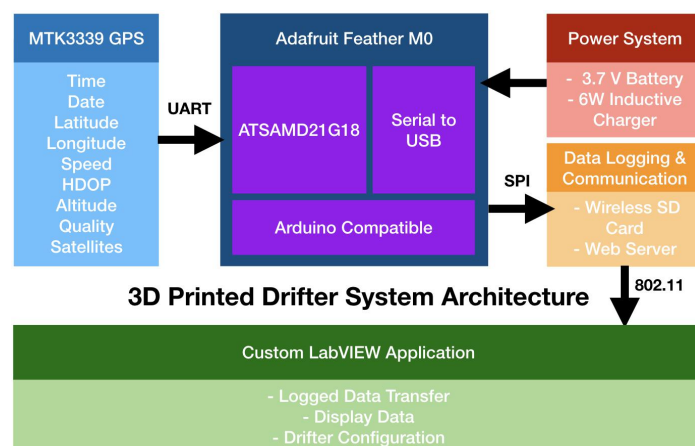 MTK3339 GPS
Time
Date
Latitude
Longitude
Speed
HDOP
Altitude
Quality
Satellites
UART
Adafruit Feather M0
ATSAMD21G18
Serial to
USB
Arduino Compatible
Power System
- 3.7 V Battery
- 6W Inductive
Charger
SPI
Data Logging &
Communication
- Wireless SD
Card
- Web Server
802.11
3D Printed Drifter System Architecture
Custom LabVIEW Application
- Logged Data Transfer
- Display Data
- Drifter Configuration